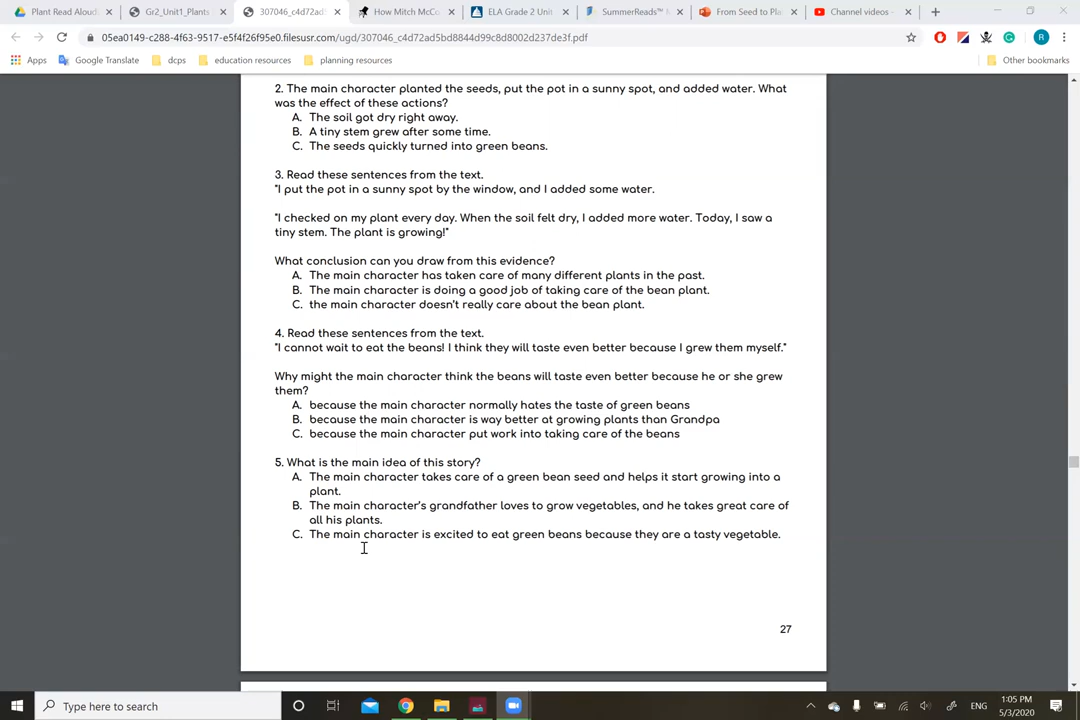 Plant Read Aloud
Gr2_Unit1_Plants
307046_c4d72ad
How Mitch McCo
ELA Grade 2 Unit
SummerReads™
From Seed to Pla
Channel videos -
05ea0149-c288-4f63-9517-e5f4f26f95e0.filesusr.com/ugd/307046_c4d72ad5bd8844d99c8d8002d237de3f.pdf
R
Apps
Google Translate
dcps
education resources
planning resources
Other bookmarks
2. The main character planted the seeds, put the pot in a sunny spot, and added water. What
was the effect of these actions?
A. The soil got dry right away.
B. A tiny stem grew after some time.
C. The seeds quickly turned into green beans.
3. Read these sentences from the text.
"I put the pot in a sunny spot by the window, and I added some water.
"I checked on my plant every day. When the soil felt dry, I added more water. Today, I saw a
tiny stem. The plant is growing!"
What conclusion can you draw from this evidence?
A. The main character has taken care of many different plants in the past.
B. The main character is doing a good job of taking care of the bean plant.
C. the main character doesn't really care about the bean plant.
4. Read these sentences from the text.
"I cannot wait to eat the beans! I think they will taste even better because I grew them myself."
Why might the main character think the beans will taste even better because he or she grew
them?
A. because the main character normally hates the taste of green beans
B. because the main character is way better at growing plants than Grandpa
C. because the main character put work into taking care of the beans
5. What is the main idea of this story?
A. The main character takes care of a green bean seed and helps it start growing into a
plant.
B. The main character's grandfather loves to grow vegetables, and he takes great care of
all his plants.
C. The main character is excited to eat green beans because they are a tasty vegetable.
27
Type here to search
ENG
1:05 PM
5/3/2020